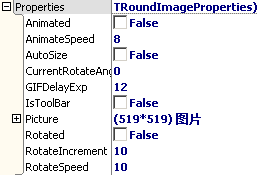 Properties TRoundImageProperties)
Animated False
AnimateSpeed 8
AutoSize False
CurrentRotateAng 0
GIFDelayExp 12
IsToolBar False
Picture (519*519) 图片
Rotated False
RotateIncrement 10
RotateSpeed 10